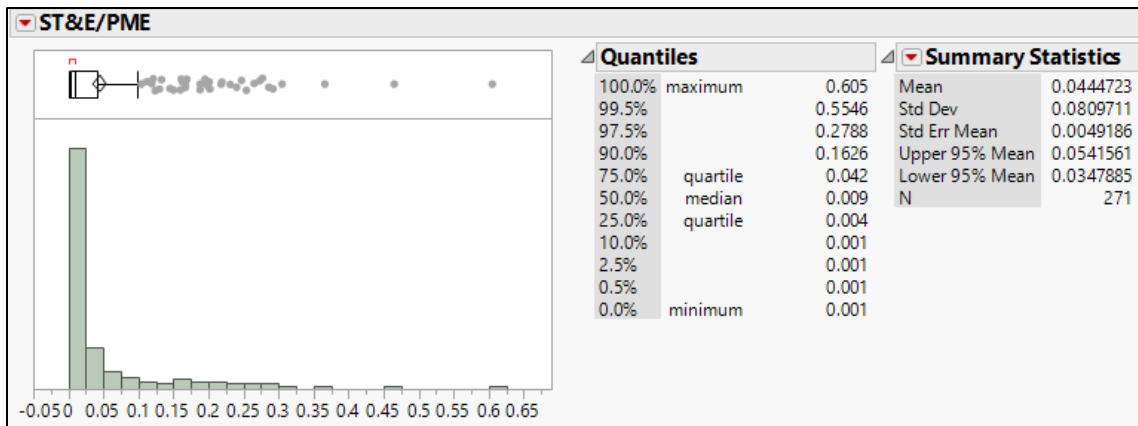 ST&E/PME
Quantiles
100.0% maximum 0.605
99.5% 0.5546
97.5% 0.2788
90.0% 0.1626
75.0% quartile 0.042
50.0% median 0.009
25.0% quartile 0.004
10.0% 0.001
2.5% 0.001
0.5% 0.001
0.0% minimum 0.001
Summary Statistics
Mean 0.0444723
Std Dev 0.0809711
Std Err Mean 0.0049186
Upper 95% Mean 0.0541561
Lower 95% Mean 0.0347885
N 271
-0.05 0 0.05 0.1 0.15 0.2 0.25 0.3 0.35 0.4 0.45 0.5 0.55 0.6 0.65